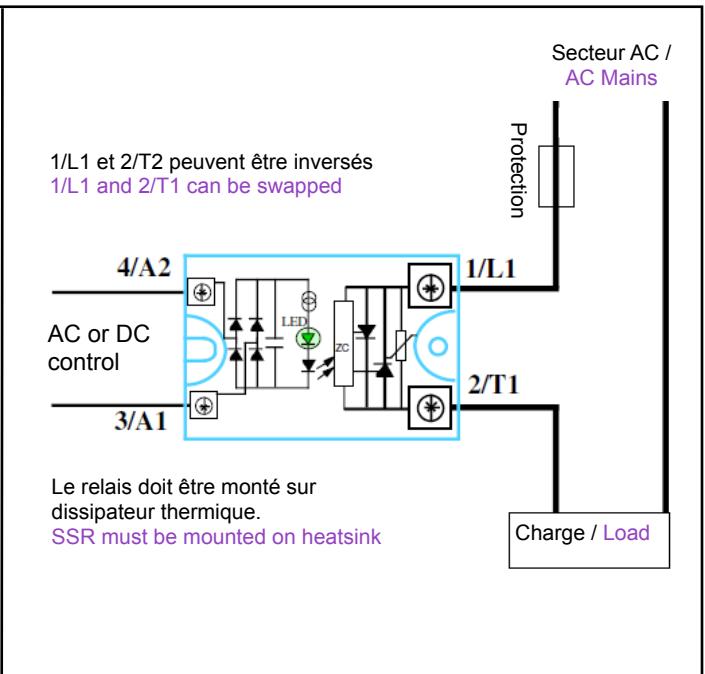 Secteur AC /
AC Mains
Protection
1/L1 et 2/T2 peuvent être inversés
1/L1 and 2/T1 can be swapped
4/A2
1/L1
LED
ZC
AC or DC
control
2/T1
3/A1
Le relais doit être monté sur
dissipateur thermique.
SSR must be mounted on heatsink
Charge / Load